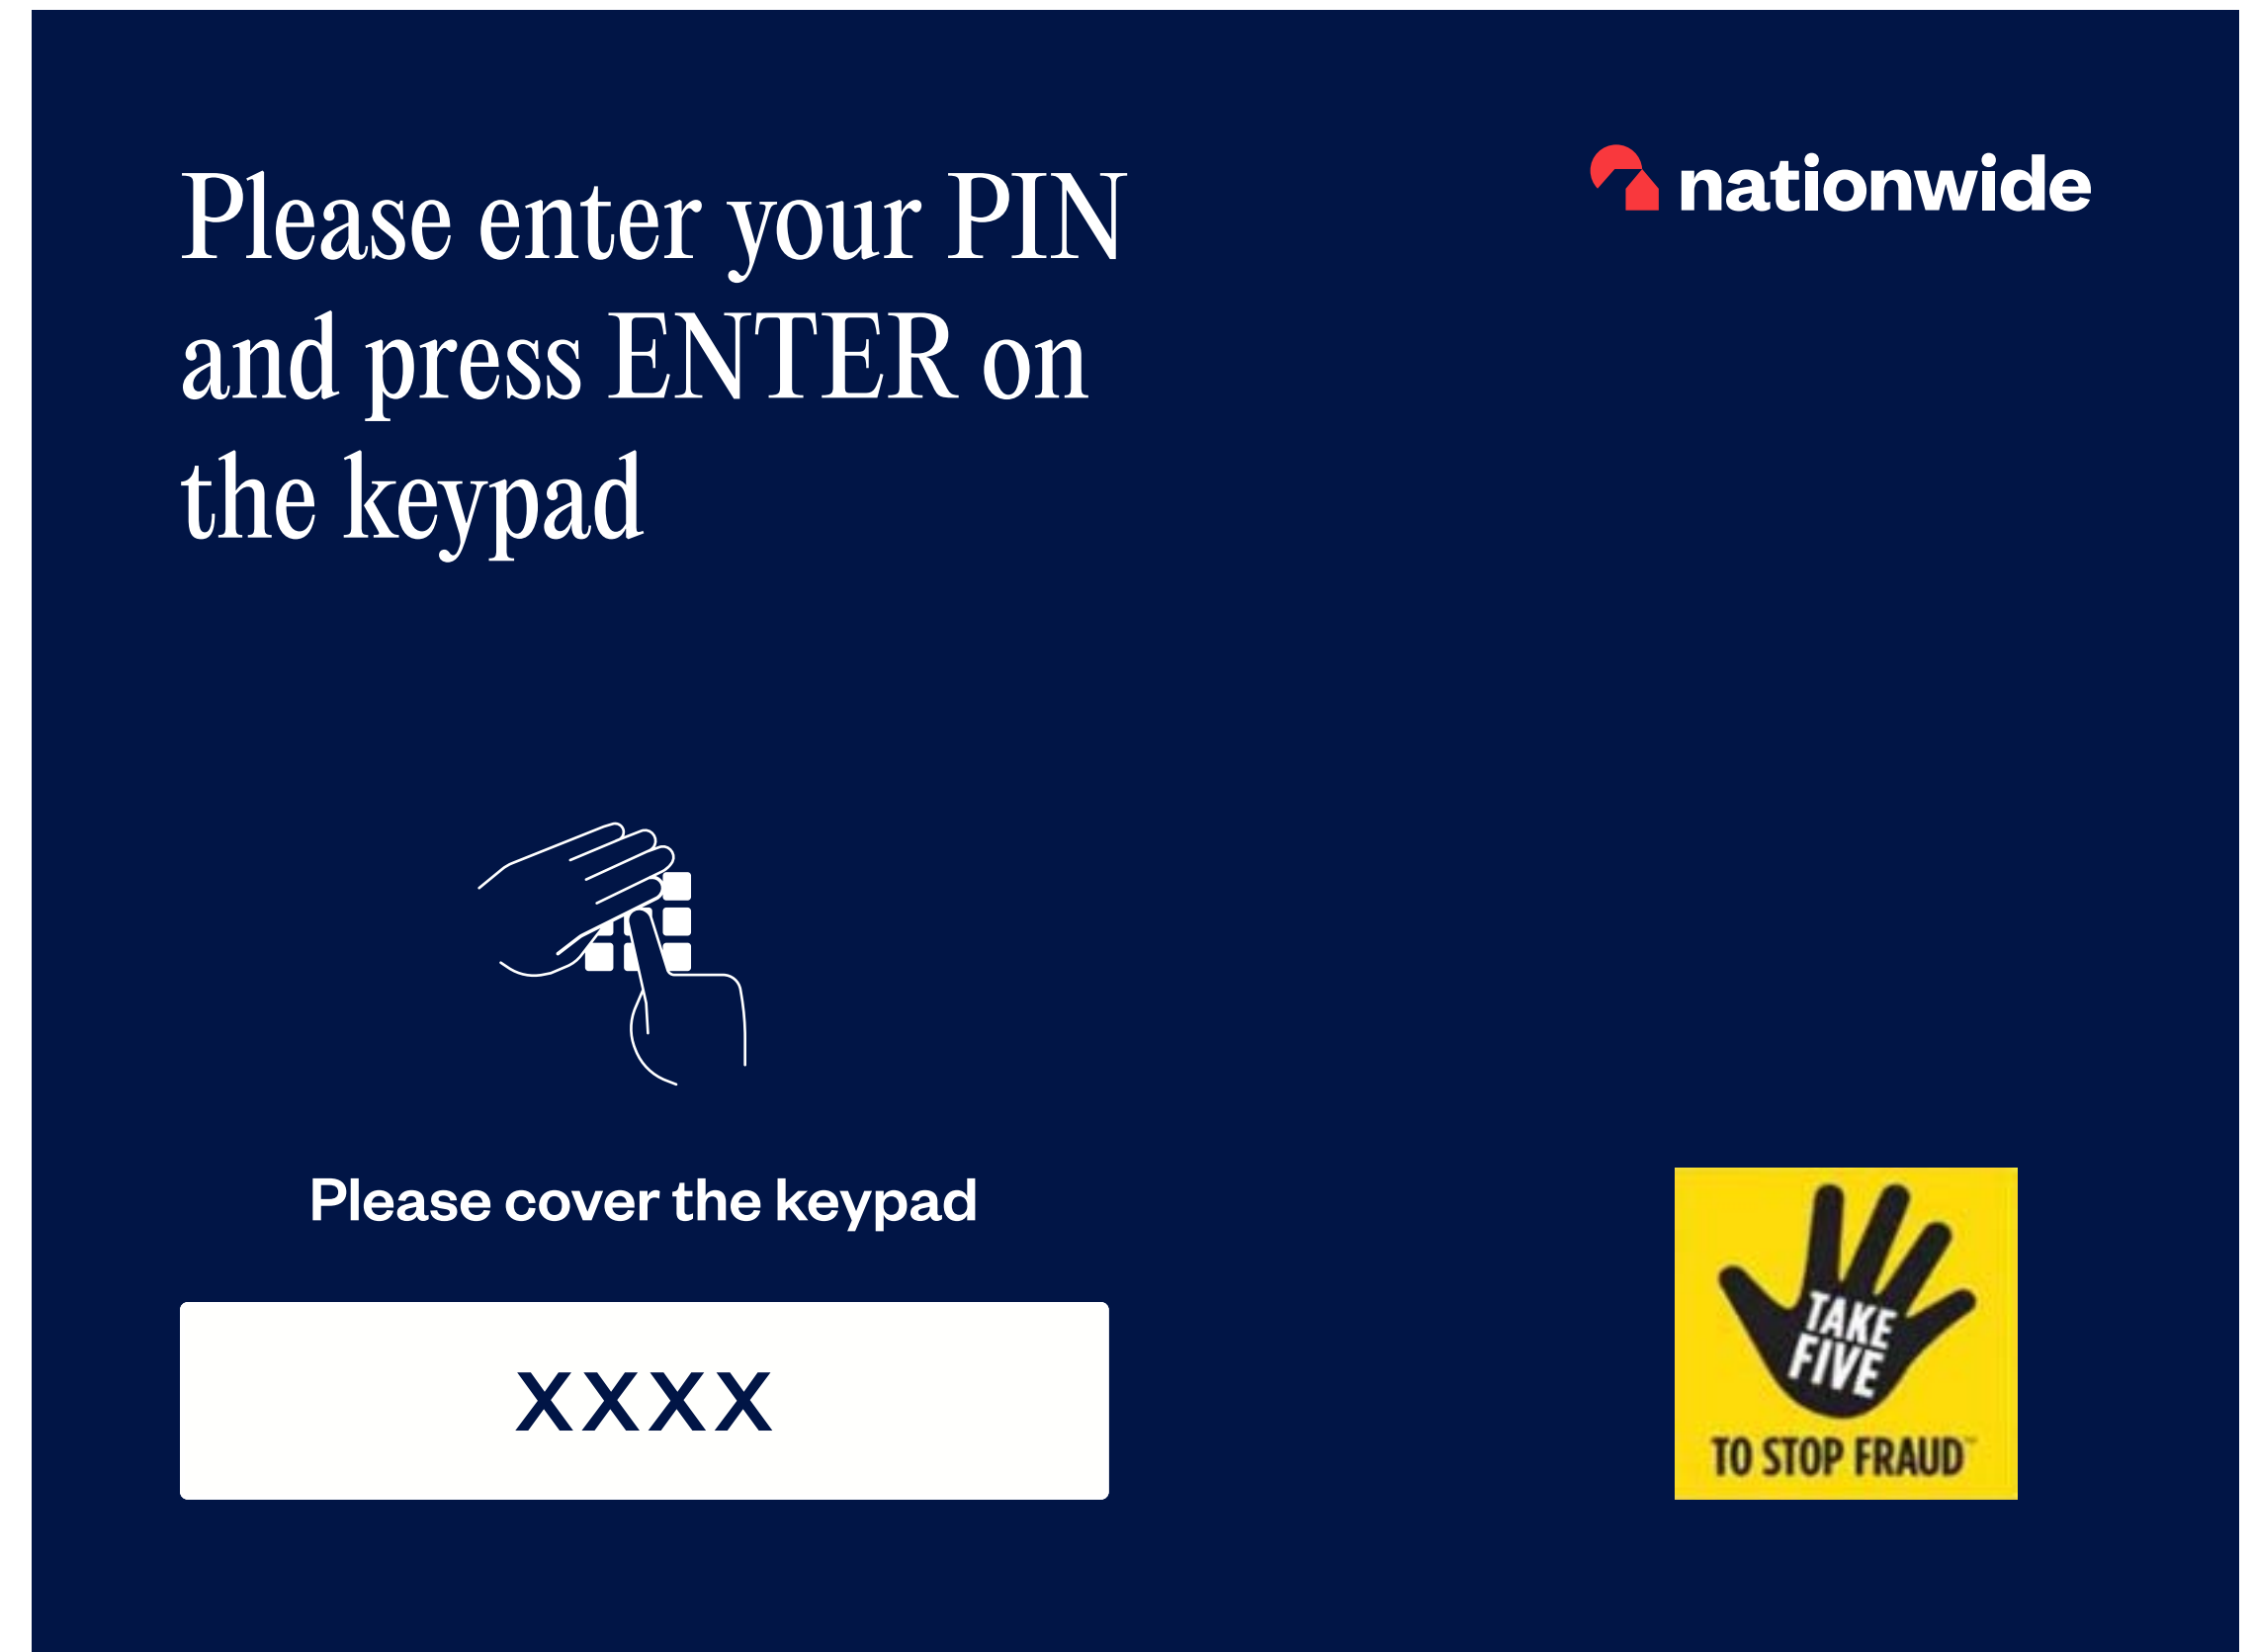 Please enter your PIN
and press ENTER on
the keypad
nationwide
Please cover the keypad
XXXX
TAKE
FIVE
TO STOP FRAUD™